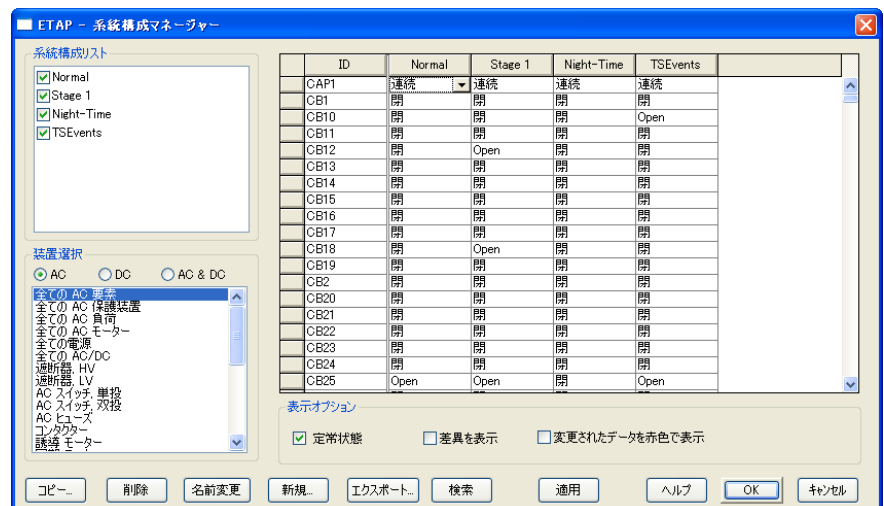 ETAP - 系統構成マネージャー
系統構成リスト
Normal
Stage 1
Night-Time
TSEvents
装置選択
AC DC AC & DC
全ての AC 要素
全ての AC 保護装置
全ての AC 負荷
全ての AC モーター
全ての電源
全ての AC/DC
遮断器, HV
遮断器, LV
AC スイッチ, 単投
AC スイッチ, 双投
AC ヒューズ
コンタクター
誘導 モーター
ID Normal Stage 1 Night-Time TSEvents
CAP1 連続 連続 連続 連続
CB1 閉 閉 閉 閉
CB10 閉 閉 閉 Open
CB11 閉 閉 閉 閉
CB12 閉 Open 閉 閉
CB13 閉 閉 閉 閉
CB14 閉 閉 閉 閉
CB15 閉 閉 閉 閉
CB16 閉 閉 閉 閉
CB17 閉 閉 閉 閉
CB18 閉 Open 閉 閉
CB19 閉 閉 閉 閉
CB2 閉 閉 閉 閉
CB20 閉 閉 閉 閉
CB21 閉 閉 閉 閉
CB22 閉 閉 閉 閉
CB23 閉 閉 閉 閉
CB24 閉 閉 閉 閉
CB25 Open Open 閉 Open
表示オプション
定常状態 差異を表示 変更されたデータを赤色で表示
コピー... 削除 名前変更 新規... エクスポート... 検索 適用 ヘルプ OK キャンセル